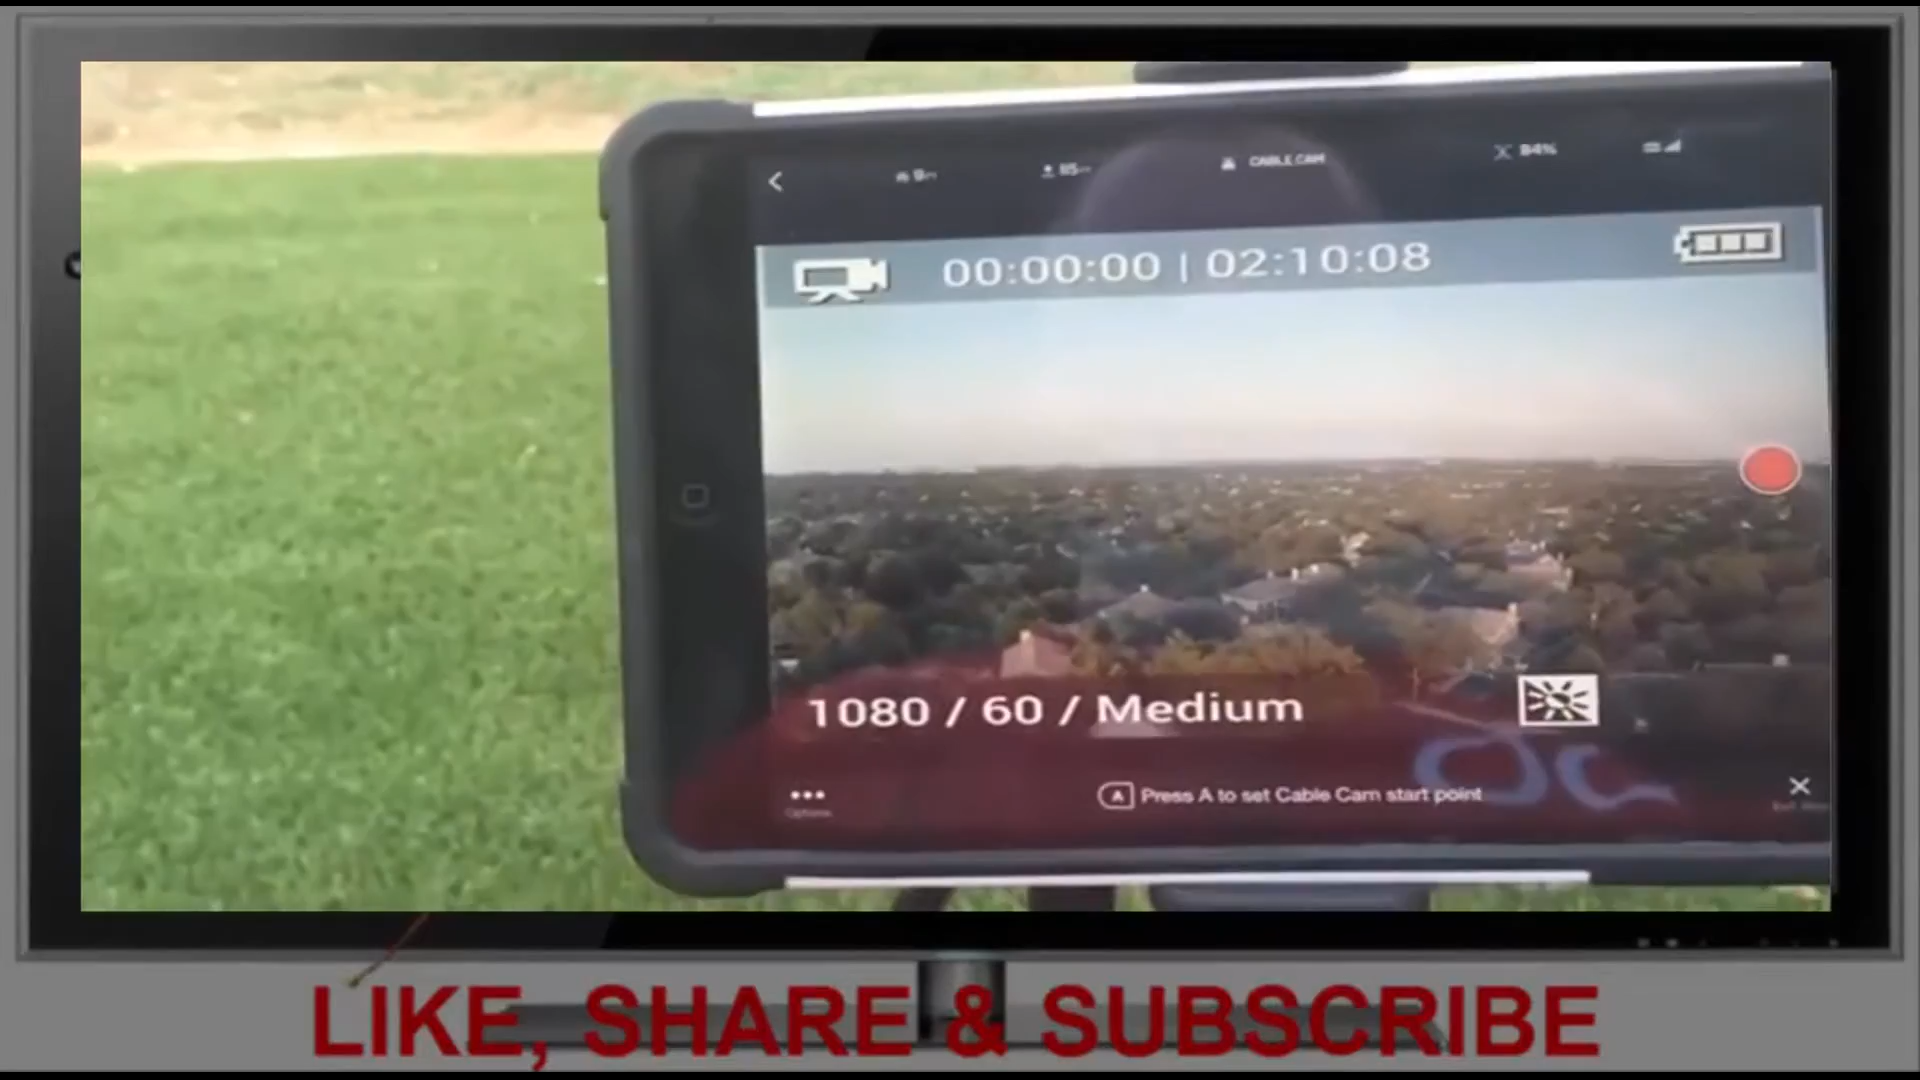 CABLE CAM
84%
00:00:00 | 02:10:08
1080 / 60 / Medium
A Press A to set Cable Cam start point
Options
LIKE, SHARE & SUBSCRIBE